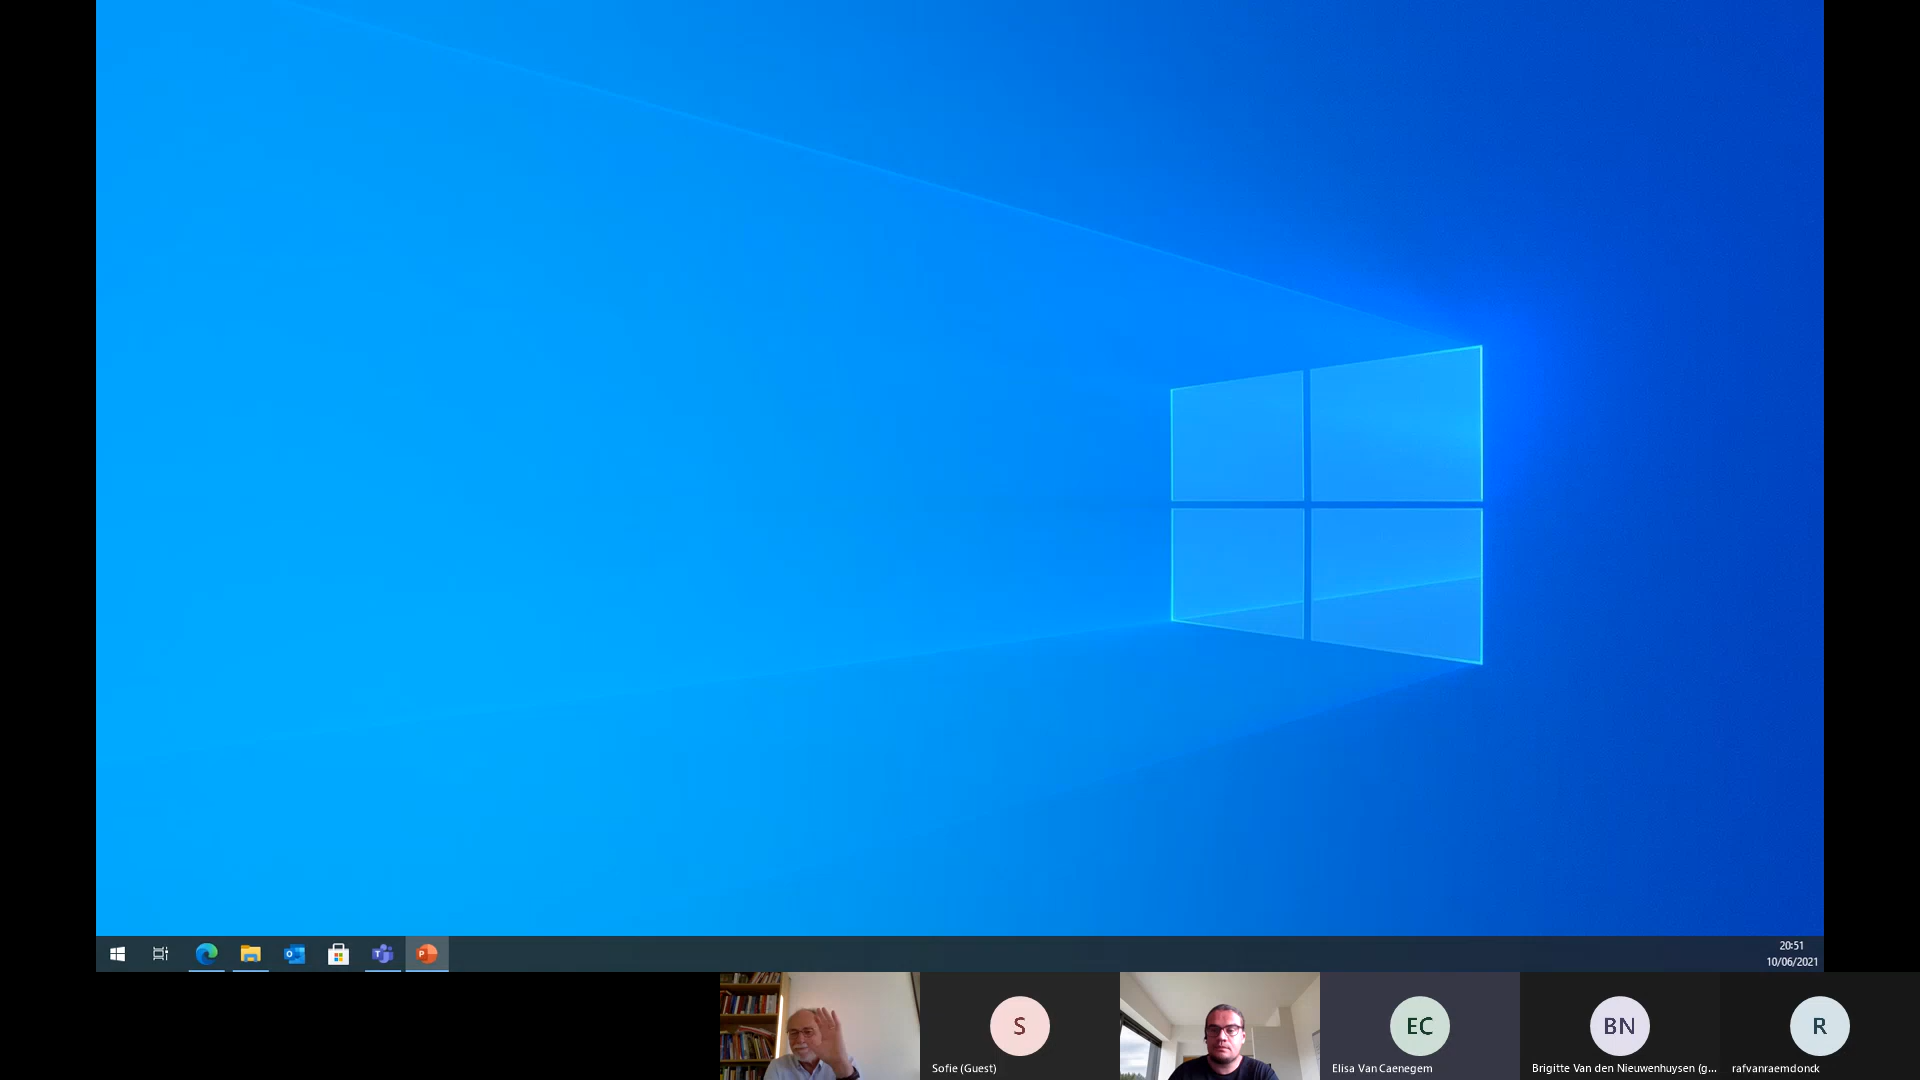 20:51
10/06/2021
S
EC
BN
R
Sofie (Guest)
Elisa Van Caenegem
Brigitte Van den Nieuwenhuysen (g...
rafvanraemdonck